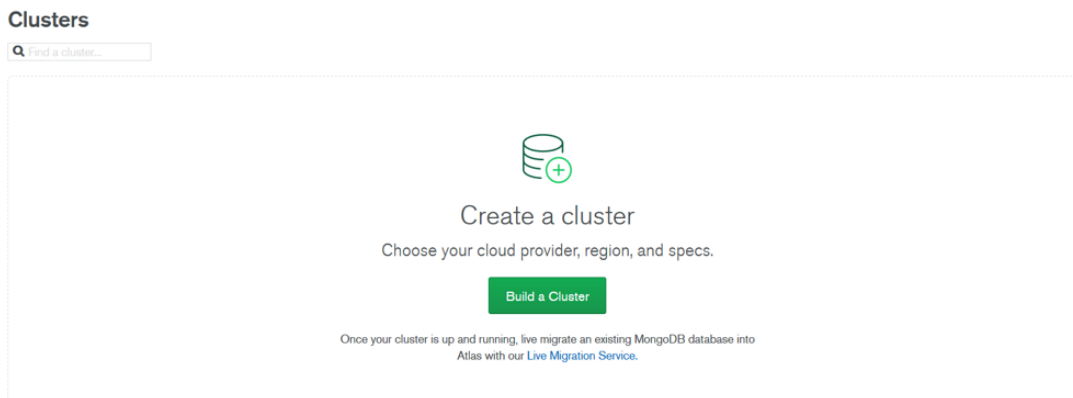 Clusters
Find a cluster...
Create a cluster
Choose your cloud provider, region, and specs.
Build a Cluster
Once your cluster is up and running, live migrate an existing MongoDB database into
Atlas with our Live Migration Service.